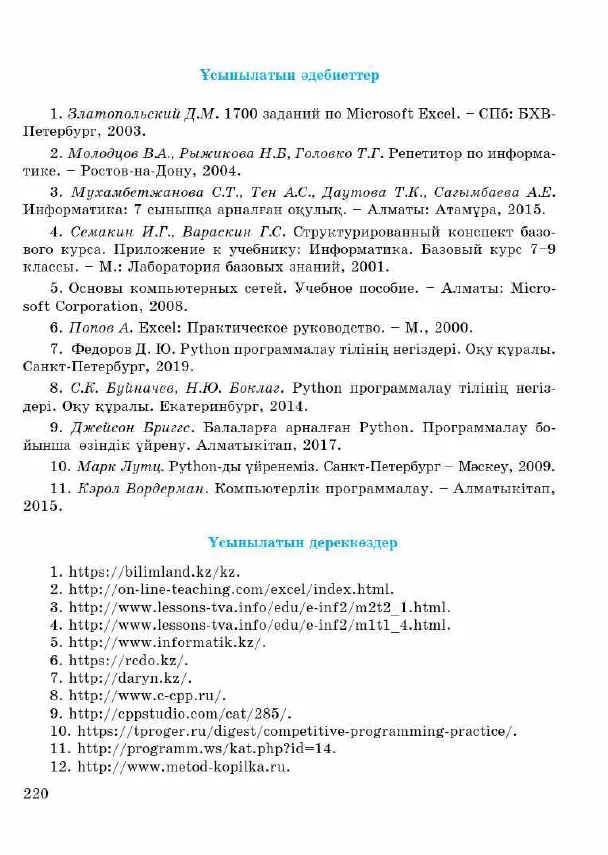 Ұсынылатын әдебиеттер
1. Златопольский Д.М. 1700 заданий по Microsoft Excel. – СПб: БХВ-
Петербург, 2003.
2. Молодцов В.А., Рыжикова Н.Б, Головко Т.Г. Репетитор по информа-
тике. – Ростов-на-Дону, 2004.
3. Мухамбетжанова С.Т., Тен А.С., Даутова Т.К., Сагымбаева А.Е.
Информатика: 7 сыныпқа арналған оқулық. – Алматы: Атамұра, 2015.
4. Семакин И.Г., Вараскин Г.С. Структурированный конспект базо-
вого курса. Приложение к учебнику: Информатика. Базовый курс 7–9
классы. – М.: Лаборатория базовых знаний, 2001.
5. Основы компьютерных сетей. Учебное пособие. – Алматы: Micro-
soft Corporation, 2008.
6. Попов А. Excel: Практическое руководство. – М., 2000.
7. Федоров Д. Ю. Python программалау тілінің негіздері. Оқу құралы.
Санкт-Петербург, 2019.
8. С.К. Буйначев, Н.Ю. Боклаг. Python программалау тілінің негіз-
дері. Оқу құралы. Екатеринбург, 2014.
9. Джейсон Бриггс. Балаларға арналған Python. Программалау бо-
йынша өзіндік үйрену. Алматыкітап, 2017.
10. Марк Лутц. Python-ды үйренеміз. Санкт-Петербург – Мәскеу, 2009.
11. Кэрол Вордерман. Компьютерлік программалау. – Алматыкітап,
2015.
Ұсынылатын дереккөздер
1. https://bilimland.kz/kz.
2. http://on-line-teaching.com/excel/index.html.
3. http://www.lessons-tva.info/edu/e-inf2/m2t2_1.html.
4. http://www.lessons-tva.info/edu/e-inf2/m1t1_4.html.
5. http://www.informatik.kz/.
6. https://rcdo.kz/.
7. http://daryn.kz/.
8. http://www.c-cpp.ru/.
9. http://cppstudio.com/cat/285/.
10. https://tproger.ru/digest/competitive-programming-practice/.
11. http://programm.ws/kat.php?id=14.
12. http://www.metod-kopilka.ru.
220